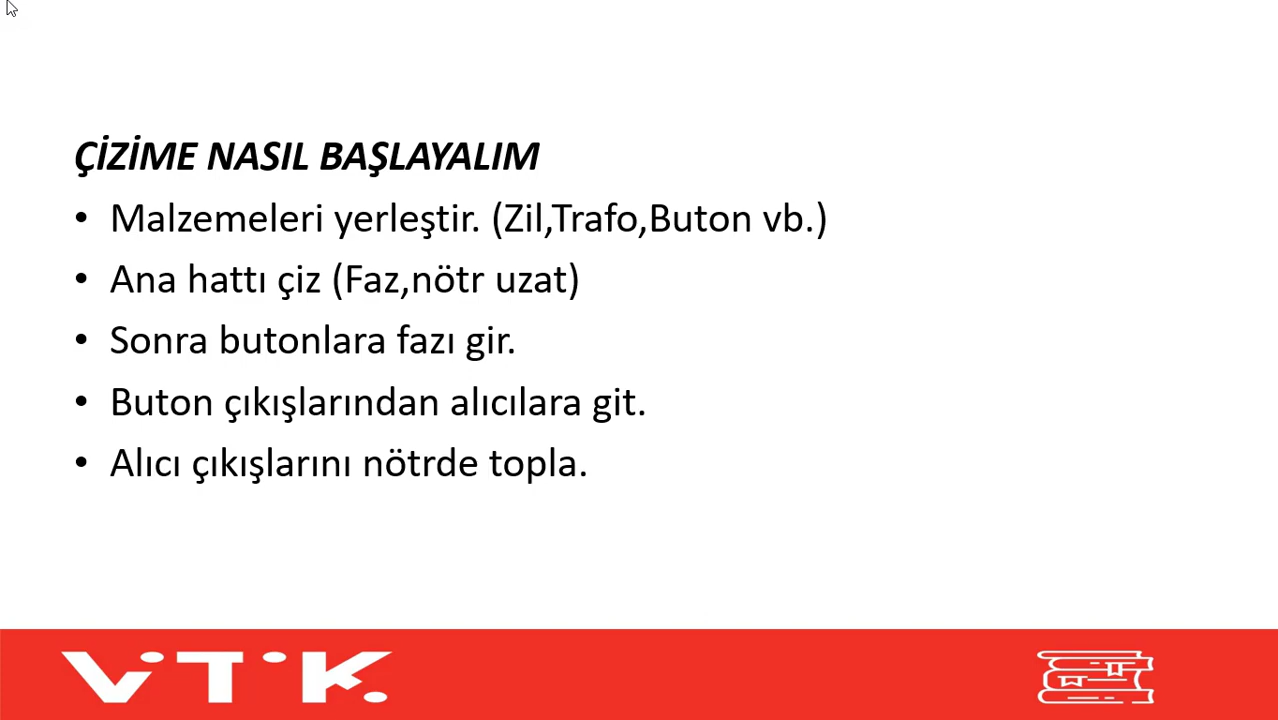 ÇİZİME NASIL BAŞLAYALIM
• Malzemeleri yerleştir. (Zil,Trafo,Buton vb.)
• Ana hattı çiz (Faz,nötr uzat)
• Sonra butonlara fazı gir.
• Buton çıkışlarından alıcılara git.
• Alıcı çıkışlarını nötrde topla.
VTK